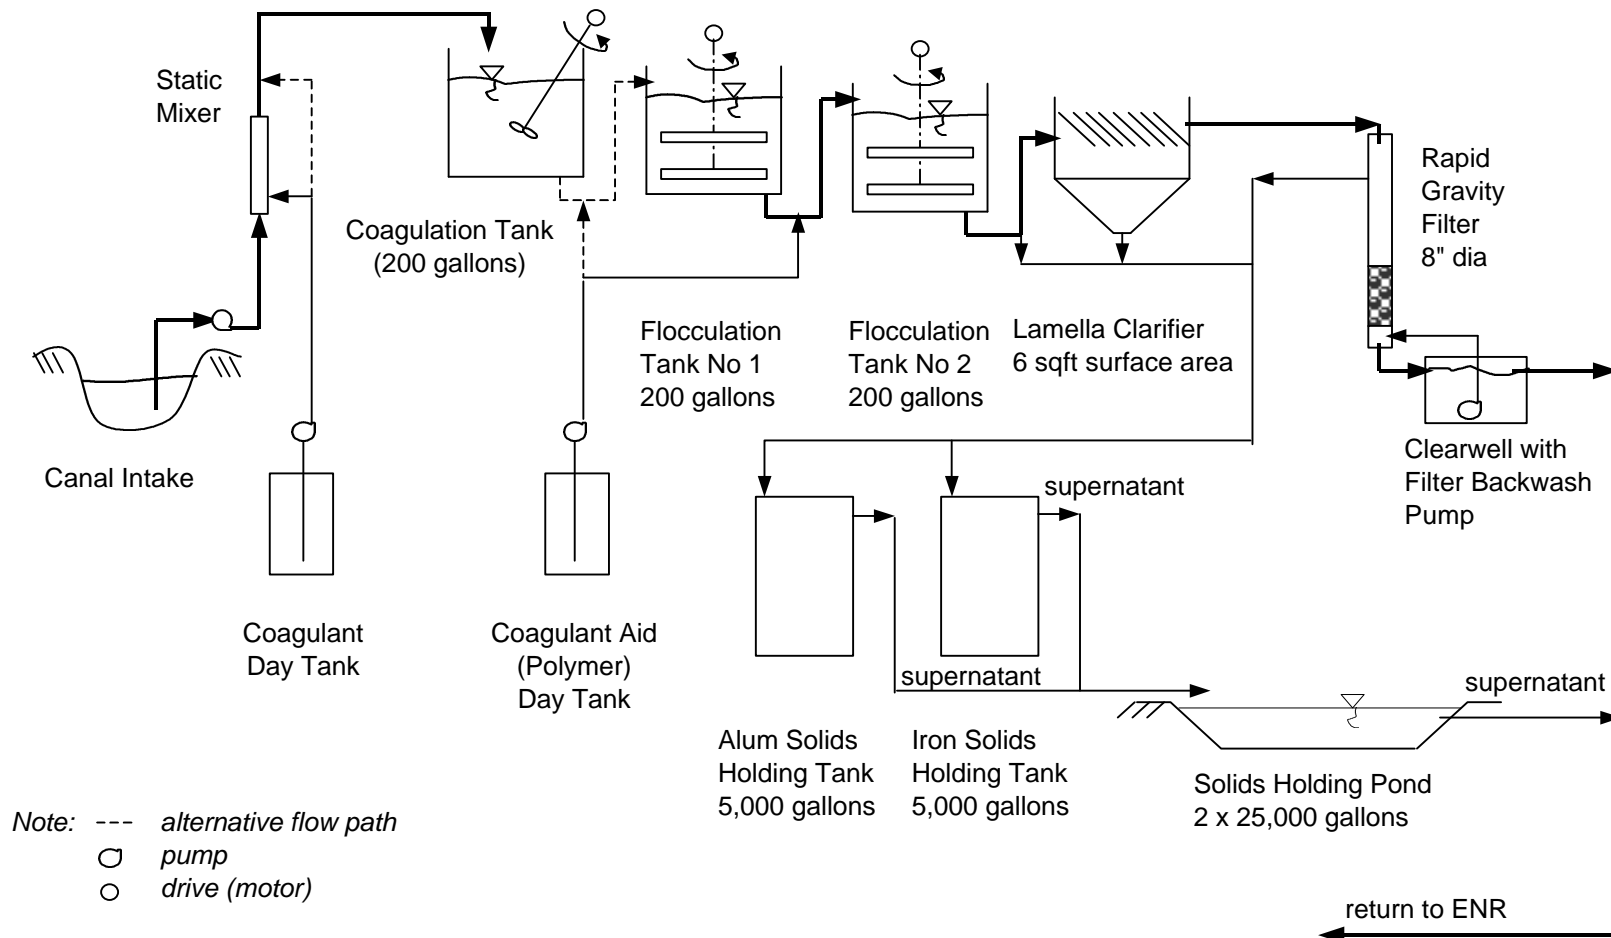 Static
Mixer
Coagulation Tank
(200 gallons)
Rapid
Gravity
Filter
8" dia
Flocculation
Tank No 1
200 gallons
Flocculation
Tank No 2
200 gallons
Lamella Clarifier
6 sqft surface area
Canal Intake
Clearwell with
Filter Backwash
Pump
supernatant
Coagulant
Day Tank
Coagulant Aid
(Polymer)
Day Tank
supernatant
supernatant
Alum Solids
Holding Tank
5,000 gallons
Iron Solids
Holding Tank
5,000 gallons
Solids Holding Pond
2 x 25,000 gallons
Note: --- alternative flow path
pump
drive (motor)
return to ENR